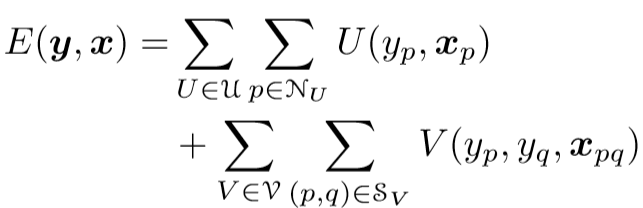 E(y, x) = ∑_{U∈𝒰} ∑_{p∈𝒩_U} U(y_p, x_p)
+ ∑_{V∈𝒱} ∑_{(p,q)∈𝒮_V} V(y_p, y_q, x_{pq})